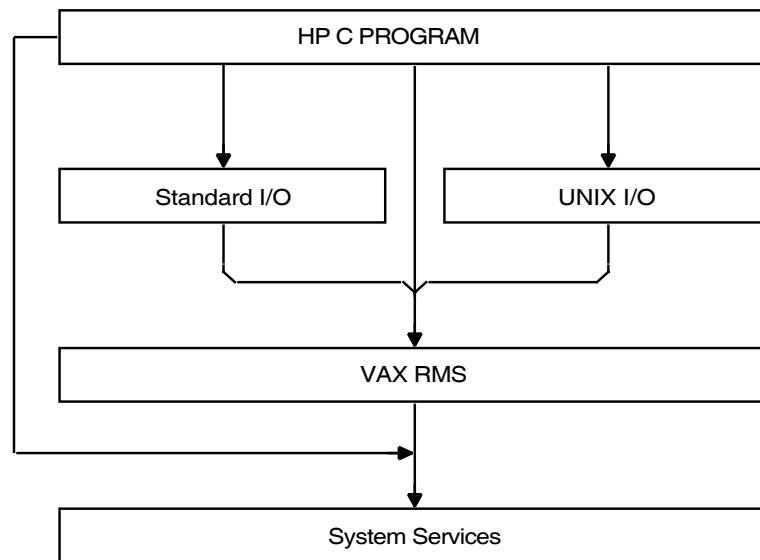 HP C PROGRAM
Standard I/O
UNIX I/O
VAX RMS
System Services